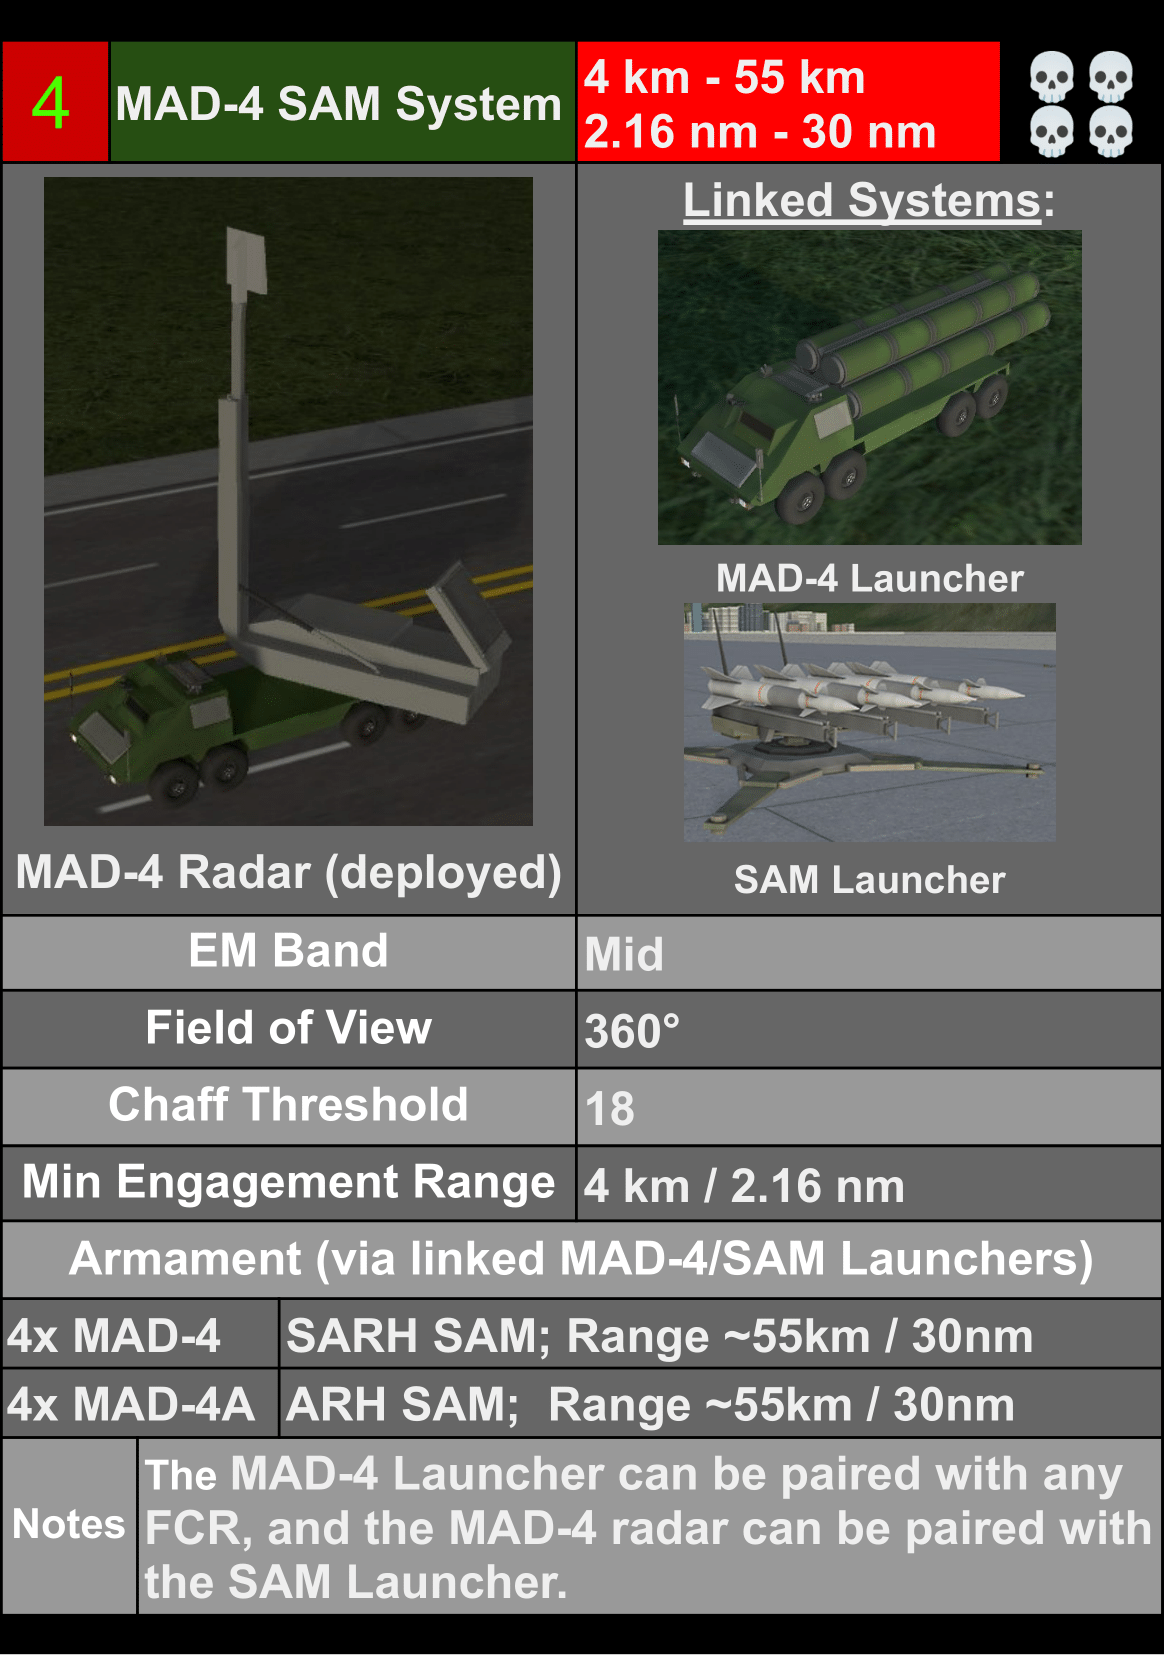 4
MAD-4 SAM System
4 km - 55 km
2.16 nm - 30 nm
Linked Systems:
MAD-4 Launcher
SAM Launcher
MAD-4 Radar (deployed)
EM Band
Mid
Field of View
360°
Chaff Threshold
18
Min Engagement Range
4 km / 2.16 nm
Armament (via linked MAD-4/SAM Launchers)
4x MAD-4
SARH SAM; Range ~55km / 30nm
4x MAD-4A
ARH SAM;  Range ~55km / 30nm
Notes
The MAD-4 Launcher can be paired with any
FCR, and the MAD-4 radar can be paired with
the SAM Launcher.